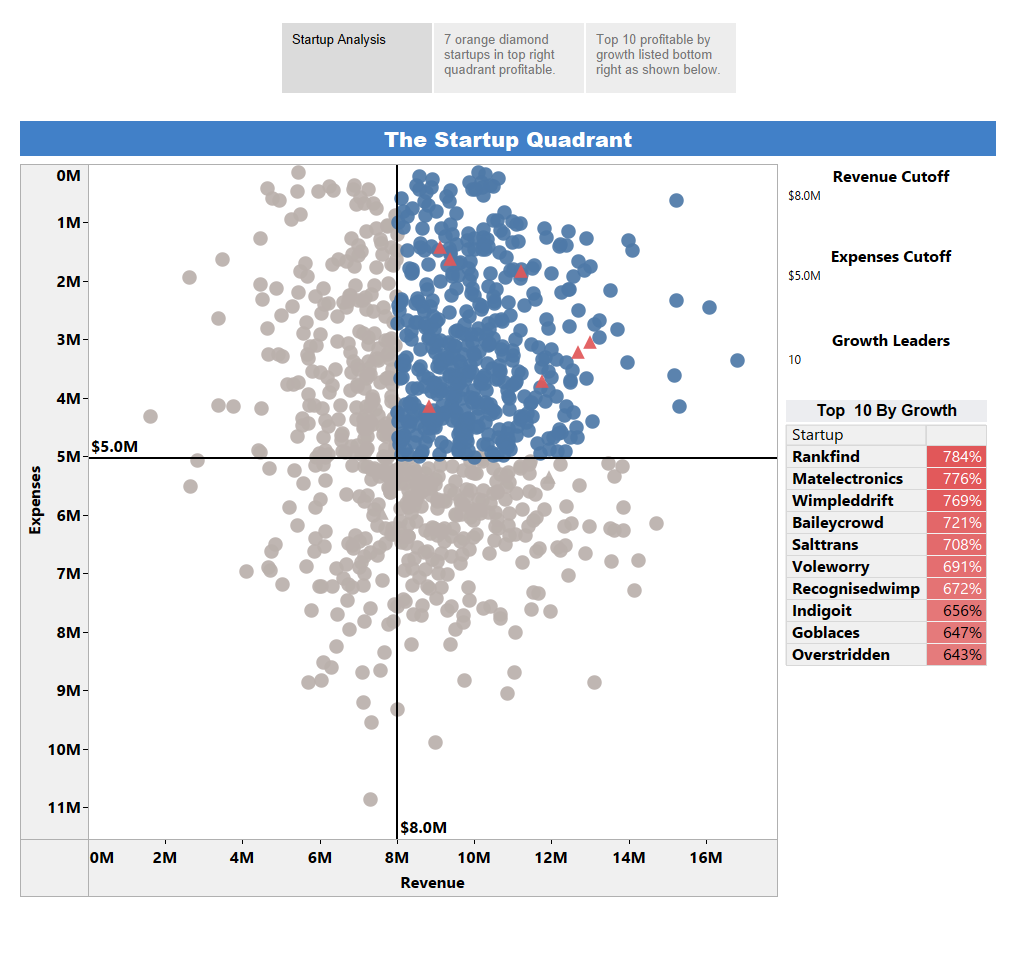 Startup Analysis
7 orange diamond
startups in top right
quadrant profitable.
Top 10 profitable by
growth listed bottom
right as shown below.
The Startup Quadrant
0M
1M
2M
3M
4M
5M
6M
7M
8M
9M
10M
11M
Expenses
$5.0M
$8.0M
0M
2M
4M
6M
8M
10M
12M
14M
16M
Revenue
Revenue Cutoff
$8.0M
Expenses Cutoff
$5.0M
Growth Leaders
10
Top 10 By Growth
Startup
Rankfind 784%
Matelectronics 776%
Wimpleddrift 769%
Baileycrowd 721%
Salttrans 708%
Voleworry 691%
Recognisedwimp 672%
Indigoit 656%
Goblaces 647%
Overstridden 643%